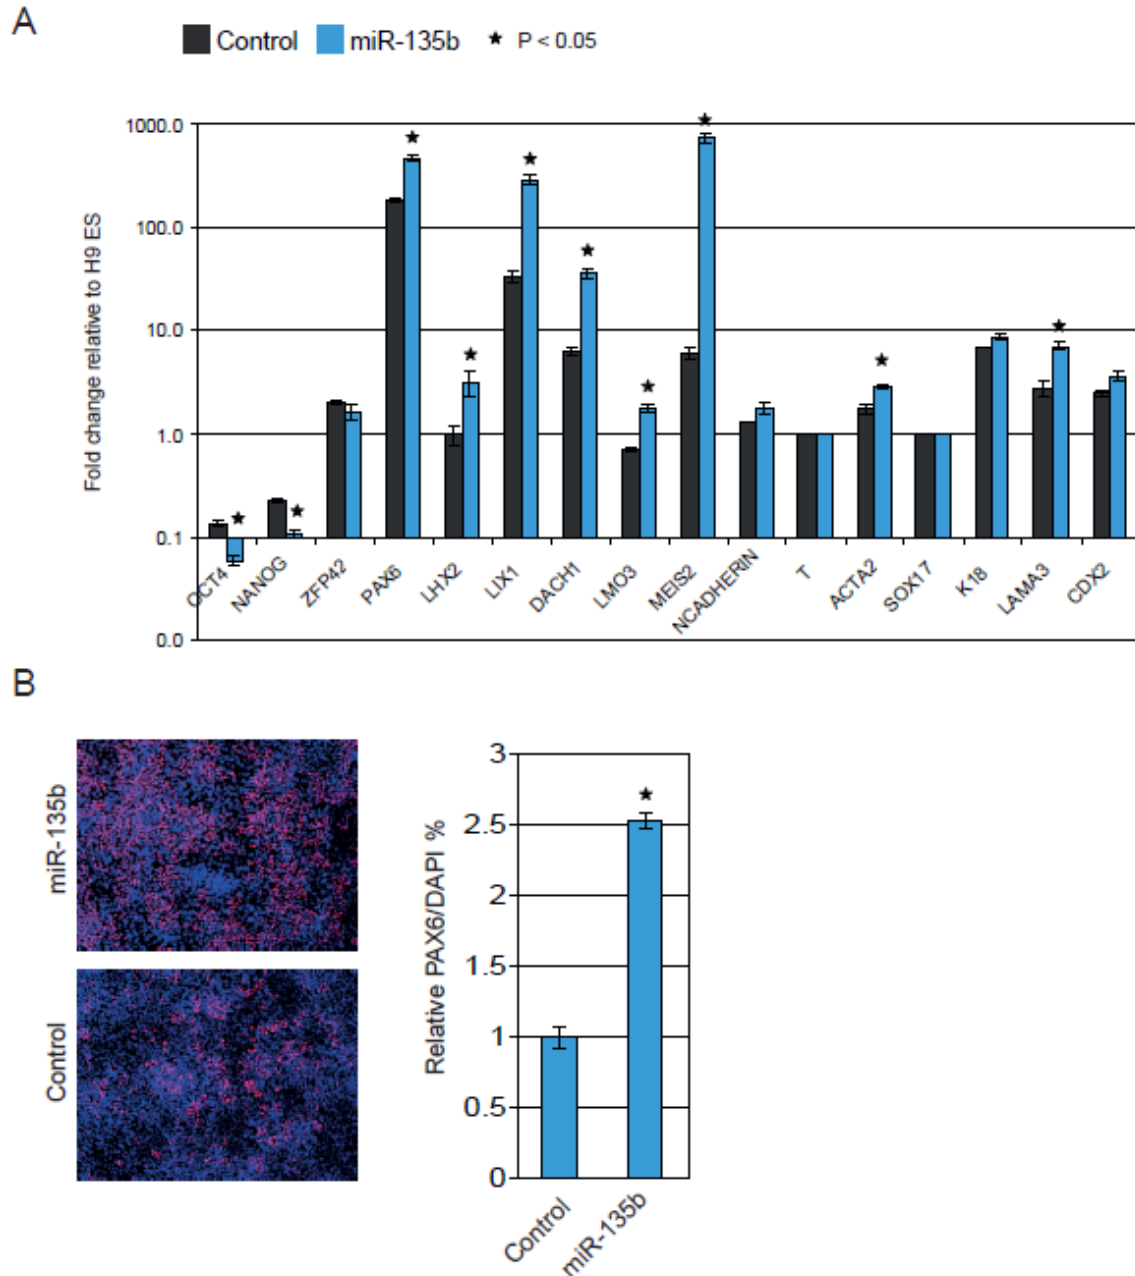 A
Control miR-135b ★ P < 0.05
Fold change relative to H9 ES
1000.0
100.0
10.0
1.0
0.1
0.0
OCT4
NANOG
ZFP42
PAX6
LHX2
LIX1
DACH1
LMO3
MEIS2
NCADHERIN
T
ACTA2
SOX17
K18
LAMA3
CDX2
B
miR-135b
Control
Relative PAX6/DAPI %
3
2.5
2
1.5
1
0.5
0
Control
miR-135b